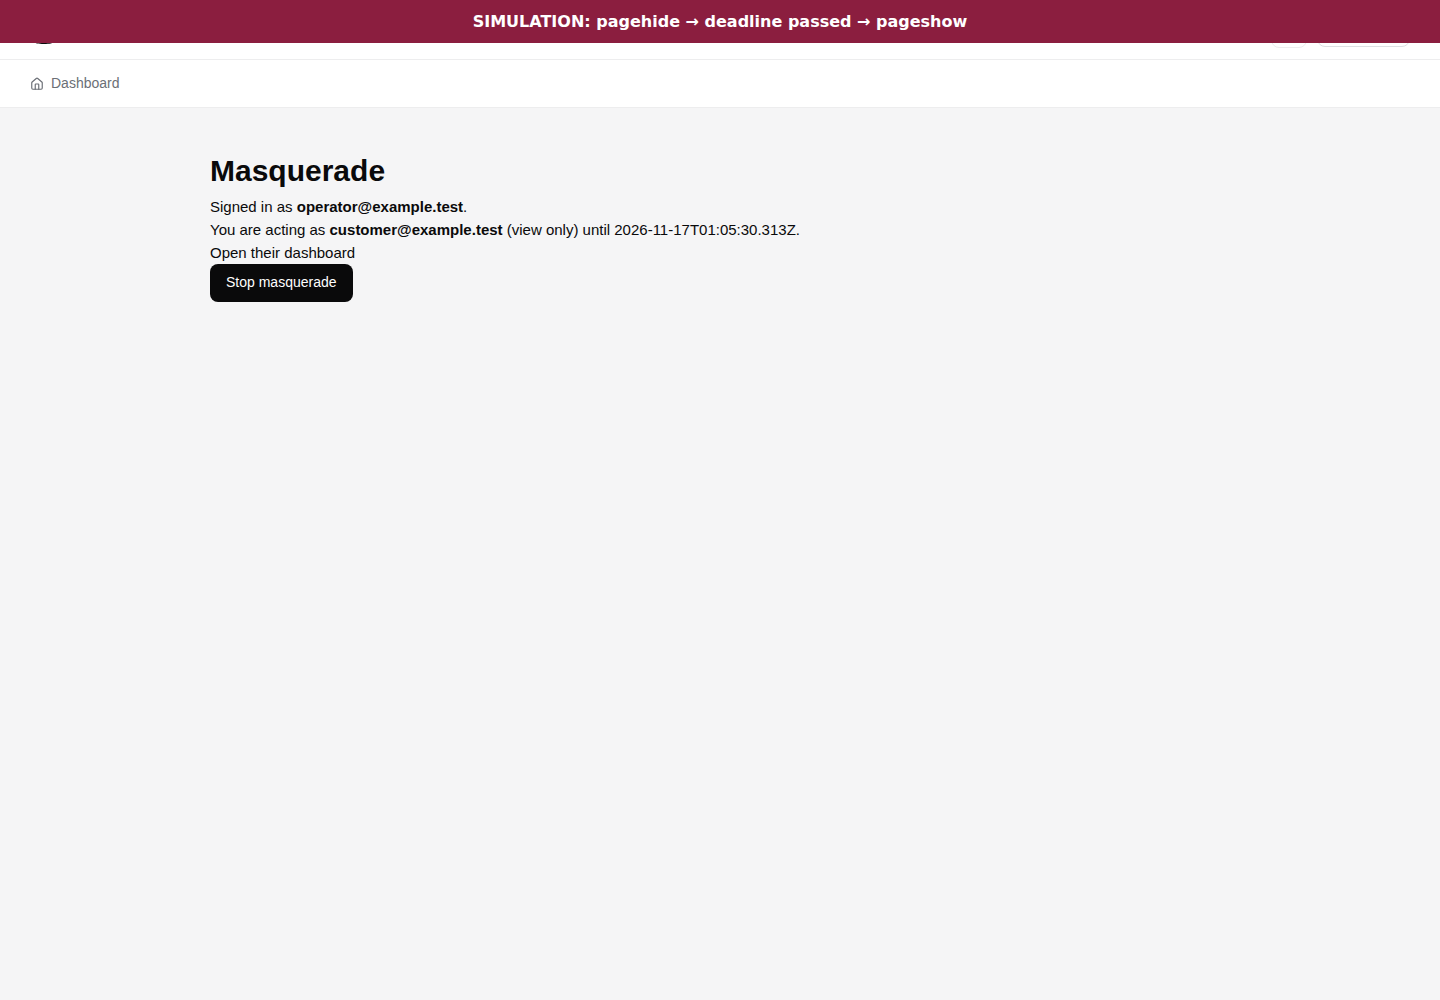 SIMULATION: pagehide → deadline passed → pageshow
Dashboard
Masquerade
Signed in as operator@example.test.
You are acting as customer@example.test (view only) until 2026-11-17T01:05:30.313Z.
Open their dashboard
Stop masquerade